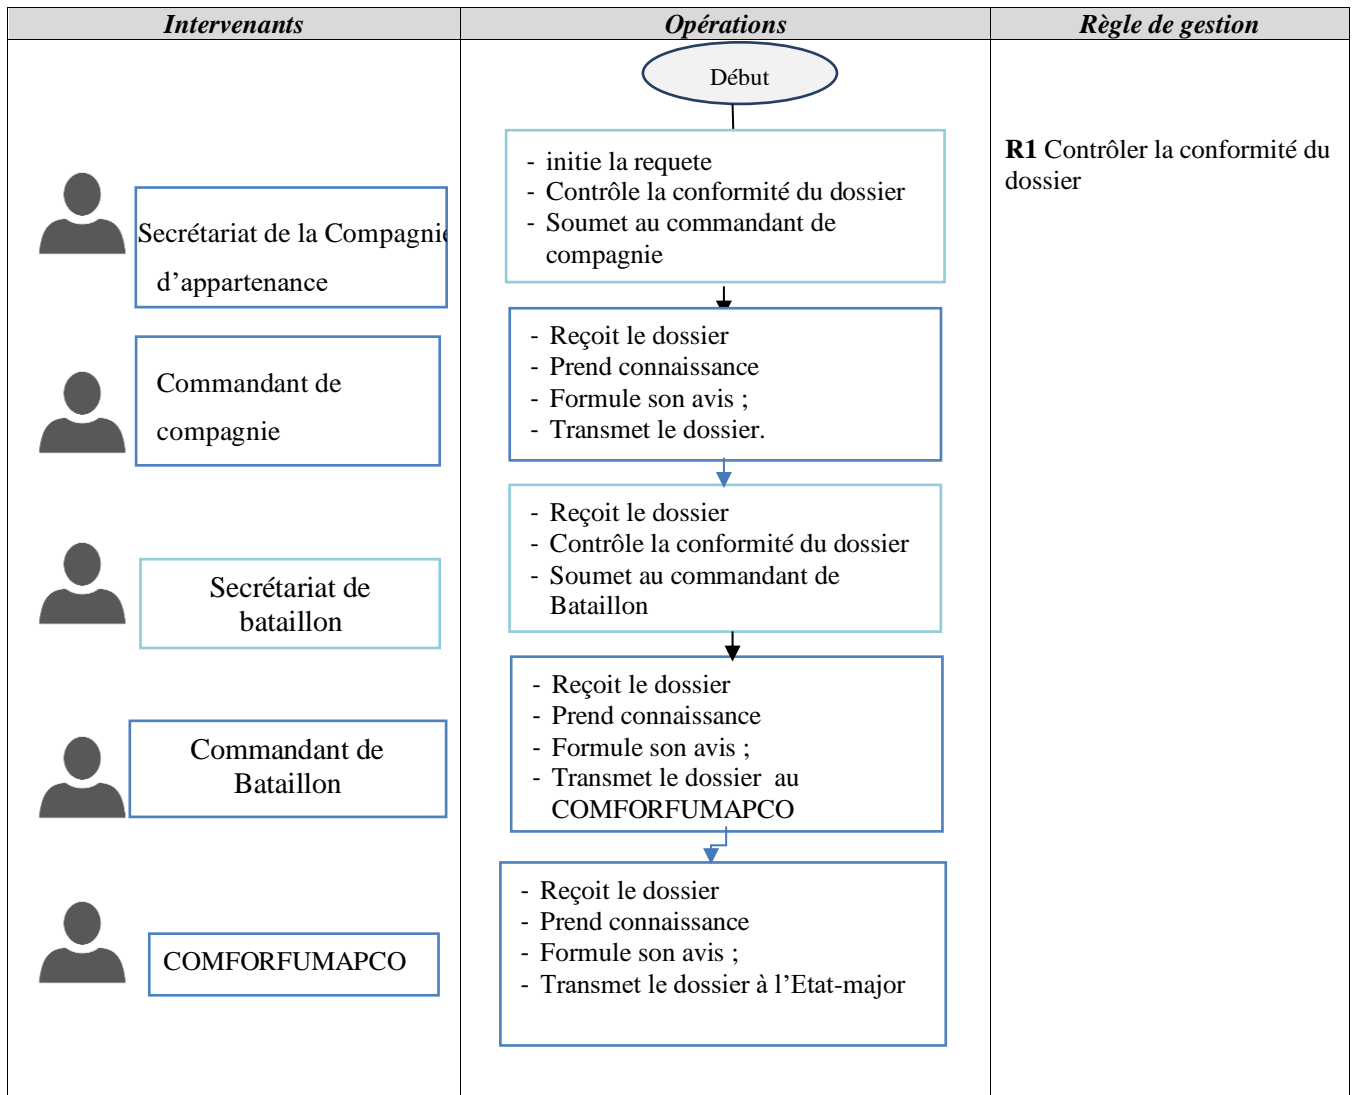 Intervenants
Opérations
Règle de gestion
Début
Secrétariat de la Compagnie
d’appartenance
- initie la requete
- Contrôle la conformité du dossier
- Soumet au commandant de
compagnie
R1 Contrôler la conformité du
dossier
Commandant de
compagnie
- Reçoit le dossier
- Prend connaissance
- Formule son avis ;
- Transmet le dossier.
Secrétariat de
bataillon
- Reçoit le dossier
- Contrôle la conformité du dossier
- Soumet au commandant de
Bataillon
Commandant de
Bataillon
- Reçoit le dossier
- Prend connaissance
- Formule son avis ;
- Transmet le dossier au
COMFORFUMAPCO
COMFORFUMAPCO
- Reçoit le dossier
- Prend connaissance
- Formule son avis ;
- Transmet le dossier à l’Etat-major